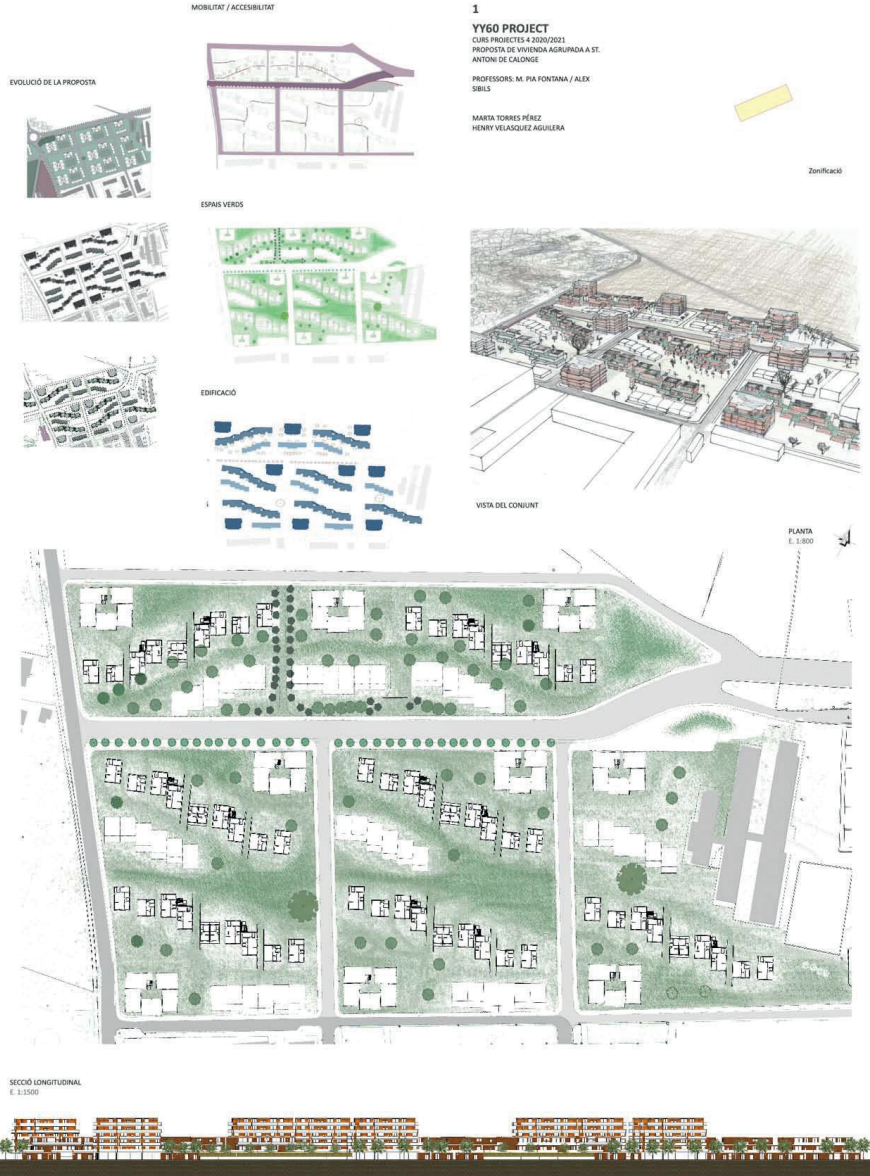 MOBILITAT / ACCESIBILITAT
1
YY60 PROJECT
CURS PROJECTES 4 2020/2021
PROPOSTA DE VIVIENDA AGRUPADA A ST.
ANTONI DE CALONGE
PROFESSORS: M. PIA FONTANA / ALEX
SIBILS
MARTA TORRES PÉREZ
HENRY VELASQUEZ AGUILERA
EVOLUCIÓ DE LA PROPOSTA
Zonificació
ESPAIS VERDS
EDIFICACIÓ
VISTA DEL CONJUNT
PLANTA
E. 1:800
SECCIÓ LONGITUDINAL
E. 1:1500